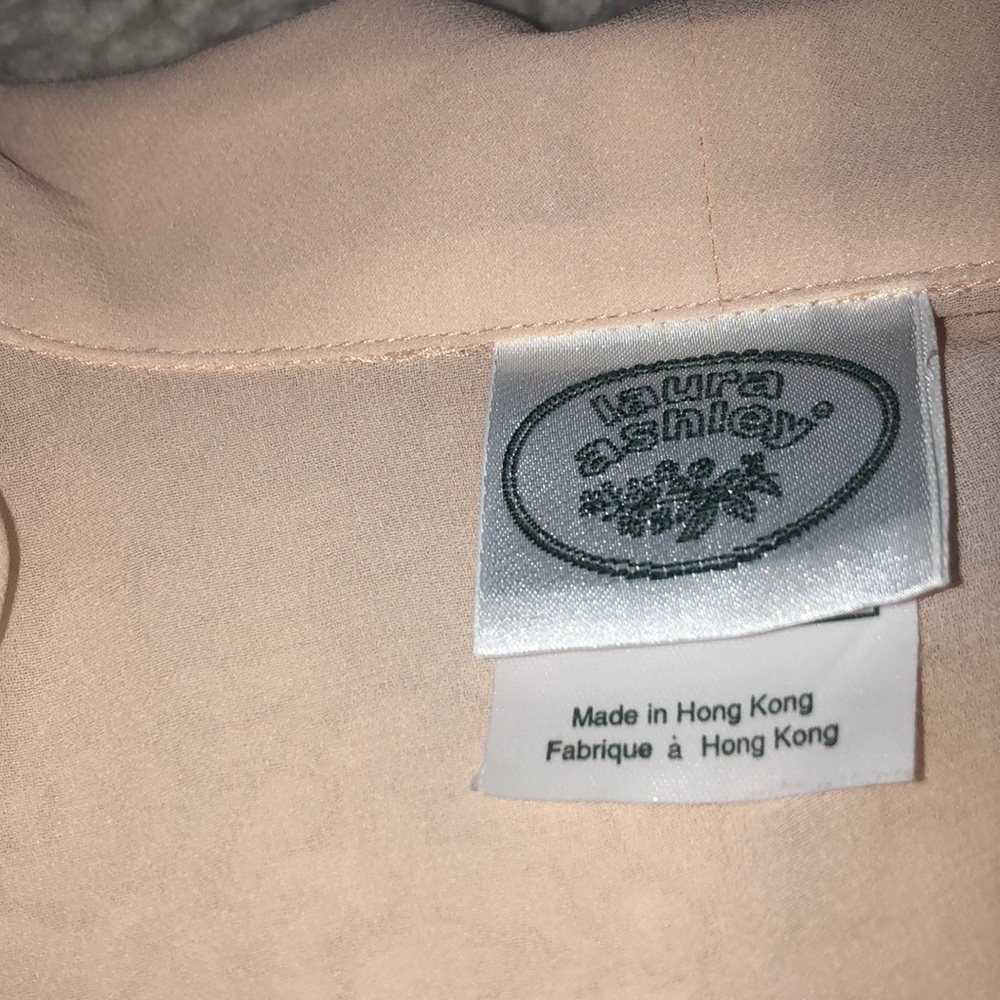 laura
ashley®
Made in Hong Kong
Fabrique à Hong Kong